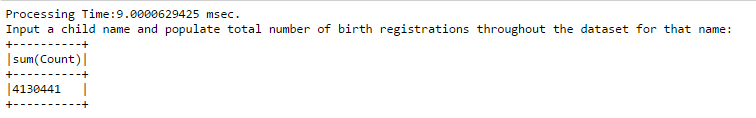 Processing Time:9.0000629425 msec.
Input a child name and populate total number of birth registrations throughout the dataset for that name:
+----------+
|sum(Count)|
+----------+
|4130441   |
+----------+